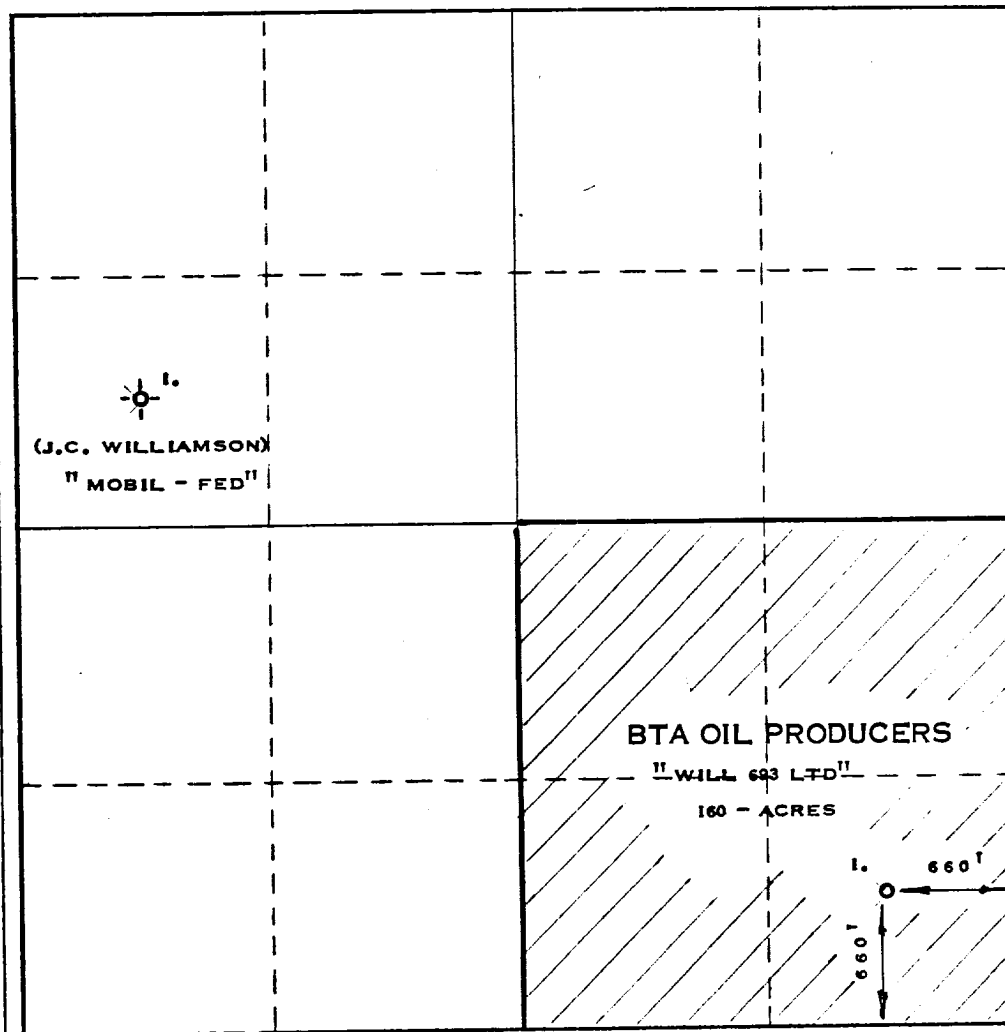 1.
(J.C. WILLIAMSON)
"MOBIL - FED"
BTA OIL PRODUCERS
"WILL 693 LTD"
160 - ACRES
1.
660'
660'